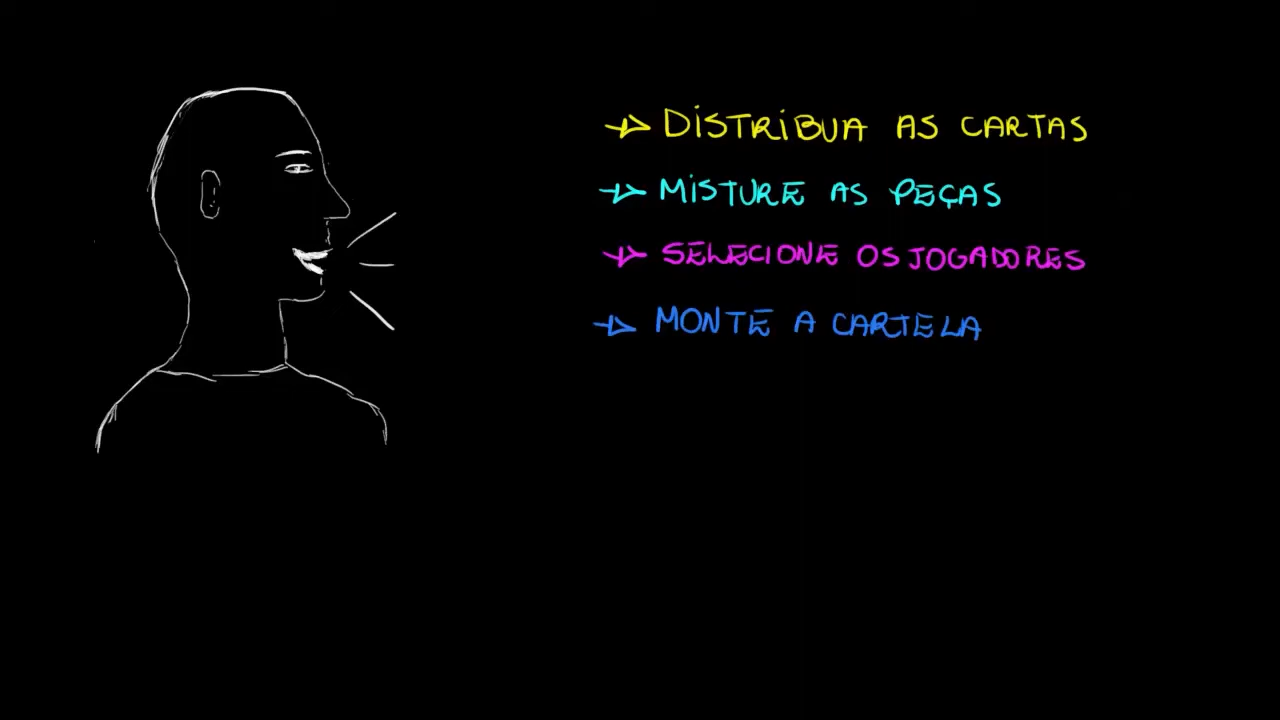 DISTRIBUA AS CARTAS
MISTURE AS PEÇAS
SELECIONE OS JOGADORES
MONTE A CARTELA